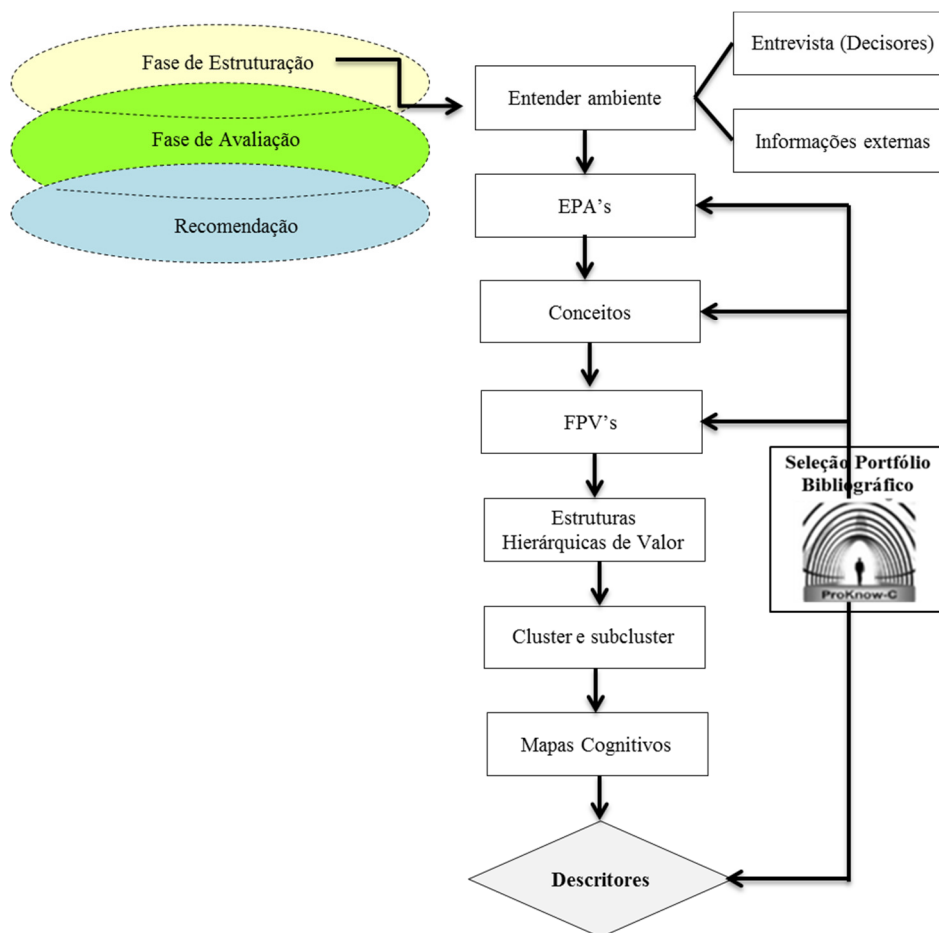 Fase de Estruturação
Fase de Avaliação
Recomendação
Entrevista (Decisores)
Entender ambiente
Informações externas
EPA’s
Conceitos
FPV’s
Seleção Portfólio
Bibliográfico
ProKnow-C
Estruturas
Hierárquicas de Valor
Cluster e subcluster
Mapas Cognitivos
Descritores